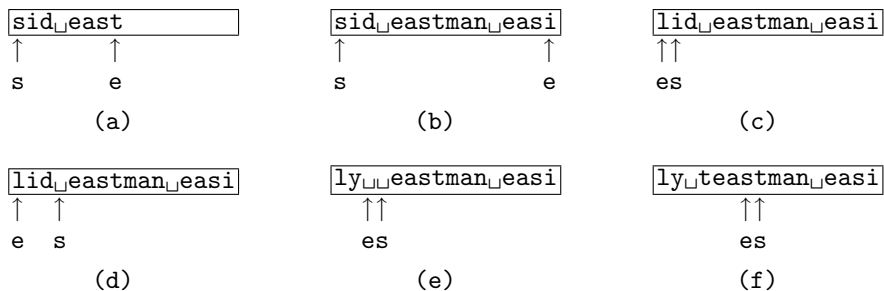 sid␣east
sid␣eastman␣easi
lid␣eastman␣easi
↑ ↑
↑ ↑
↑↑
s e
s e
es
(a)
(b)
(c)
lid␣eastman␣easi
ly␣␣eastman␣easi
ly␣teastman␣easi
↑ ↑
↑↑
↑↑
e s
es
es
(d)
(e)
(f)